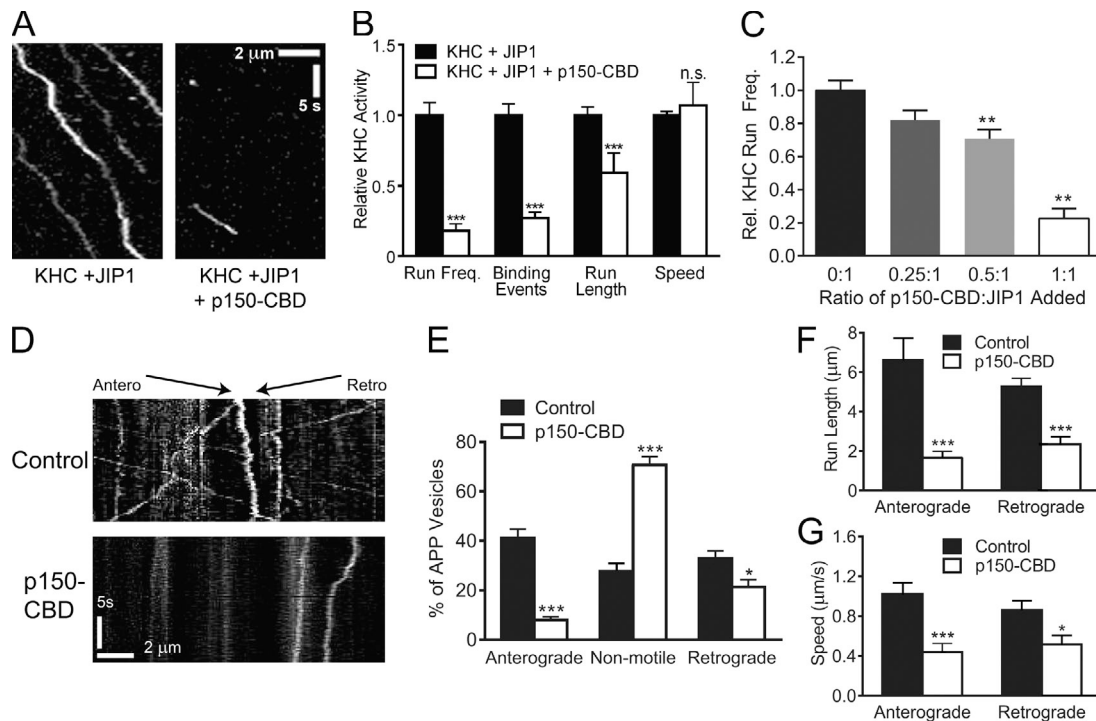 A
2 μm
5 s
KHC +JIP1
KHC +JIP1
+ p150-CBD
B
KHC + JIP1
KHC + JIP1 + p150-CBD
Relative KHC Activity
1.5
1.0
0.5
0
***
***
***
n.s.
Run Freq.
Binding
Events
Run
Length
Speed
C
Rel. KHC Run Freq.
1.2
1.0
0.8
0.6
0.4
0.2
0.0
**
**
0:1
0.25:1
0.5:1
1:1
Ratio of p150-CBD:JIP1 Added
D
Antero
Retro
Control
p150-
CBD
5s
2 μm
E
Control
p150-CBD
% of APP Vesicles
80
60
40
20
0
***
***
*
Anterograde
Non-motile
Retrograde
F
Control
p150-CBD
Run Length (μm)
8
6
4
2
0
***
***
Anterograde
Retrograde
G
Control
p150-CBD
Speed (μm/s)
1.6
1.2
0.8
0.4
0.0
***
*
Anterograde
Retrograde